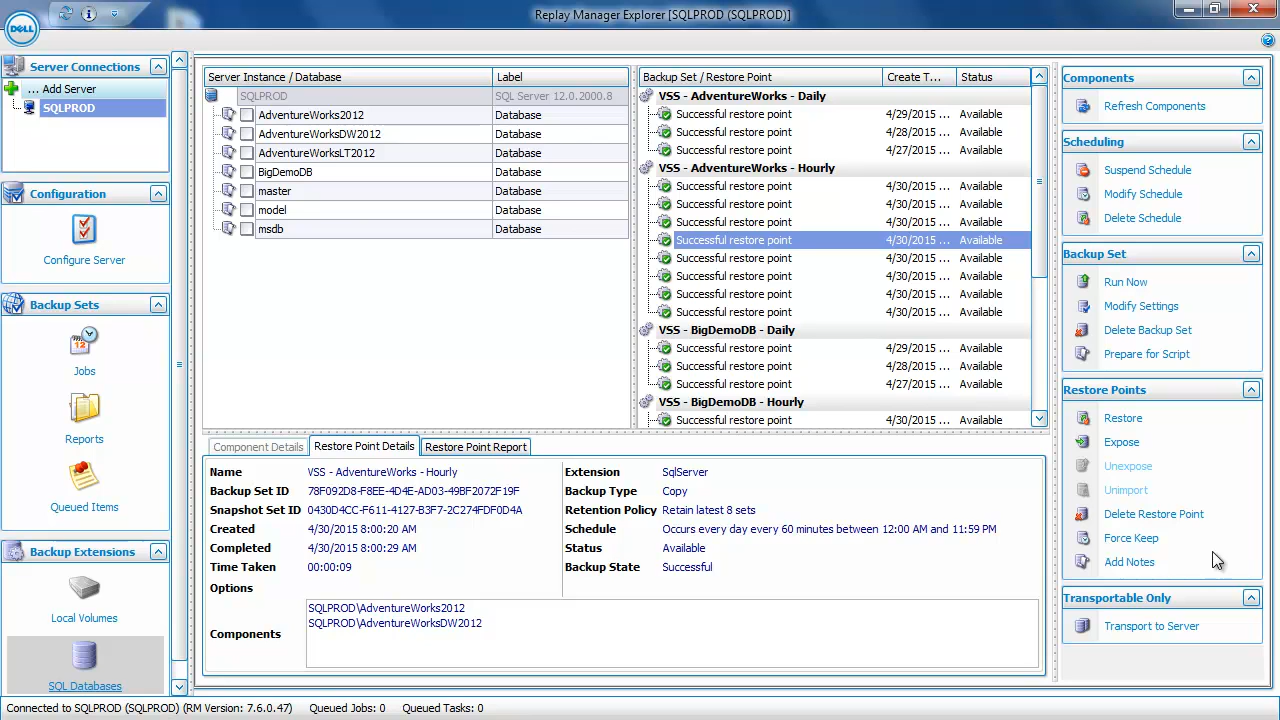 Replay Manager Explorer [SQLPROD (SQLPROD)]
DELL
Server Connections
... Add Server
SQLPROD
Configuration
Configure Server
Backup Sets
Jobs
Reports
Queued Items
Backup Extensions
Local Volumes
SQL Databases
Server Instance / Database Label
SQLPROD SQL Server 12.0.2000.8
AdventureWorks2012 Database
AdventureWorksDW2012 Database
AdventureWorksLT2012 Database
BigDemoDB Database
master Database
model Database
msdb Database
Backup Set / Restore Point Create T... Status
VSS - AdventureWorks - Daily
Successful restore point 4/29/2015 ... Available
Successful restore point 4/28/2015 ... Available
Successful restore point 4/27/2015 ... Available
VSS - AdventureWorks - Hourly
Successful restore point 4/30/2015 ... Available
Successful restore point 4/30/2015 ... Available
Successful restore point 4/30/2015 ... Available
Successful restore point 4/30/2015 ... Available
Successful restore point 4/30/2015 ... Available
Successful restore point 4/30/2015 ... Available
Successful restore point 4/30/2015 ... Available
Successful restore point 4/30/2015 ... Available
VSS - BigDemoDB - Daily
Successful restore point 4/29/2015 ... Available
Successful restore point 4/28/2015 ... Available
Successful restore point 4/27/2015 ... Available
VSS - BigDemoDB - Hourly
Successful restore point 4/30/2015 ... Available
Component Details Restore Point Details Restore Point Report
Name VSS - AdventureWorks - Hourly
Backup Set ID 78F092D8-F8EE-4D4E-AD03-49BF2072F19F
Snapshot Set ID 0430D4CC-F611-4127-B3F7-2C274FDF0D4A
Created 4/30/2015 8:00:20 AM
Completed 4/30/2015 8:00:29 AM
Time Taken 00:00:09
Options
Extension SqlServer
Backup Type Copy
Retention Policy Retain latest 8 sets
Schedule Occurs every day every 60 minutes between 12:00 AM and 11:59 PM
Status Available
Backup State Successful
Components
SQLPROD\AdventureWorks2012
SQLPROD\AdventureWorksDW2012
Components
Refresh Components
Scheduling
Suspend Schedule
Modify Schedule
Delete Schedule
Backup Set
Run Now
Modify Settings
Delete Backup Set
Prepare for Script
Restore Points
Restore
Expose
Unexpose
Unimport
Delete Restore Point
Force Keep
Add Notes
Transportable Only
Transport to Server
Connected to SQLPROD (SQLPROD) (RM Version: 7.6.0.47) Queued Jobs: 0 Queued Tasks: 0